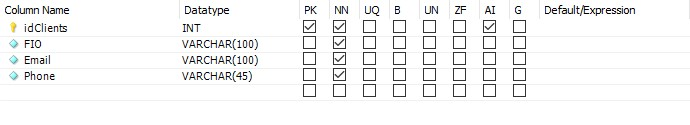 Column Name Datatype PK NN UQ B UN ZF AI G Default/Expression
idClients INT
FIO VARCHAR(100)
Email VARCHAR(100)
Phone VARCHAR(45)